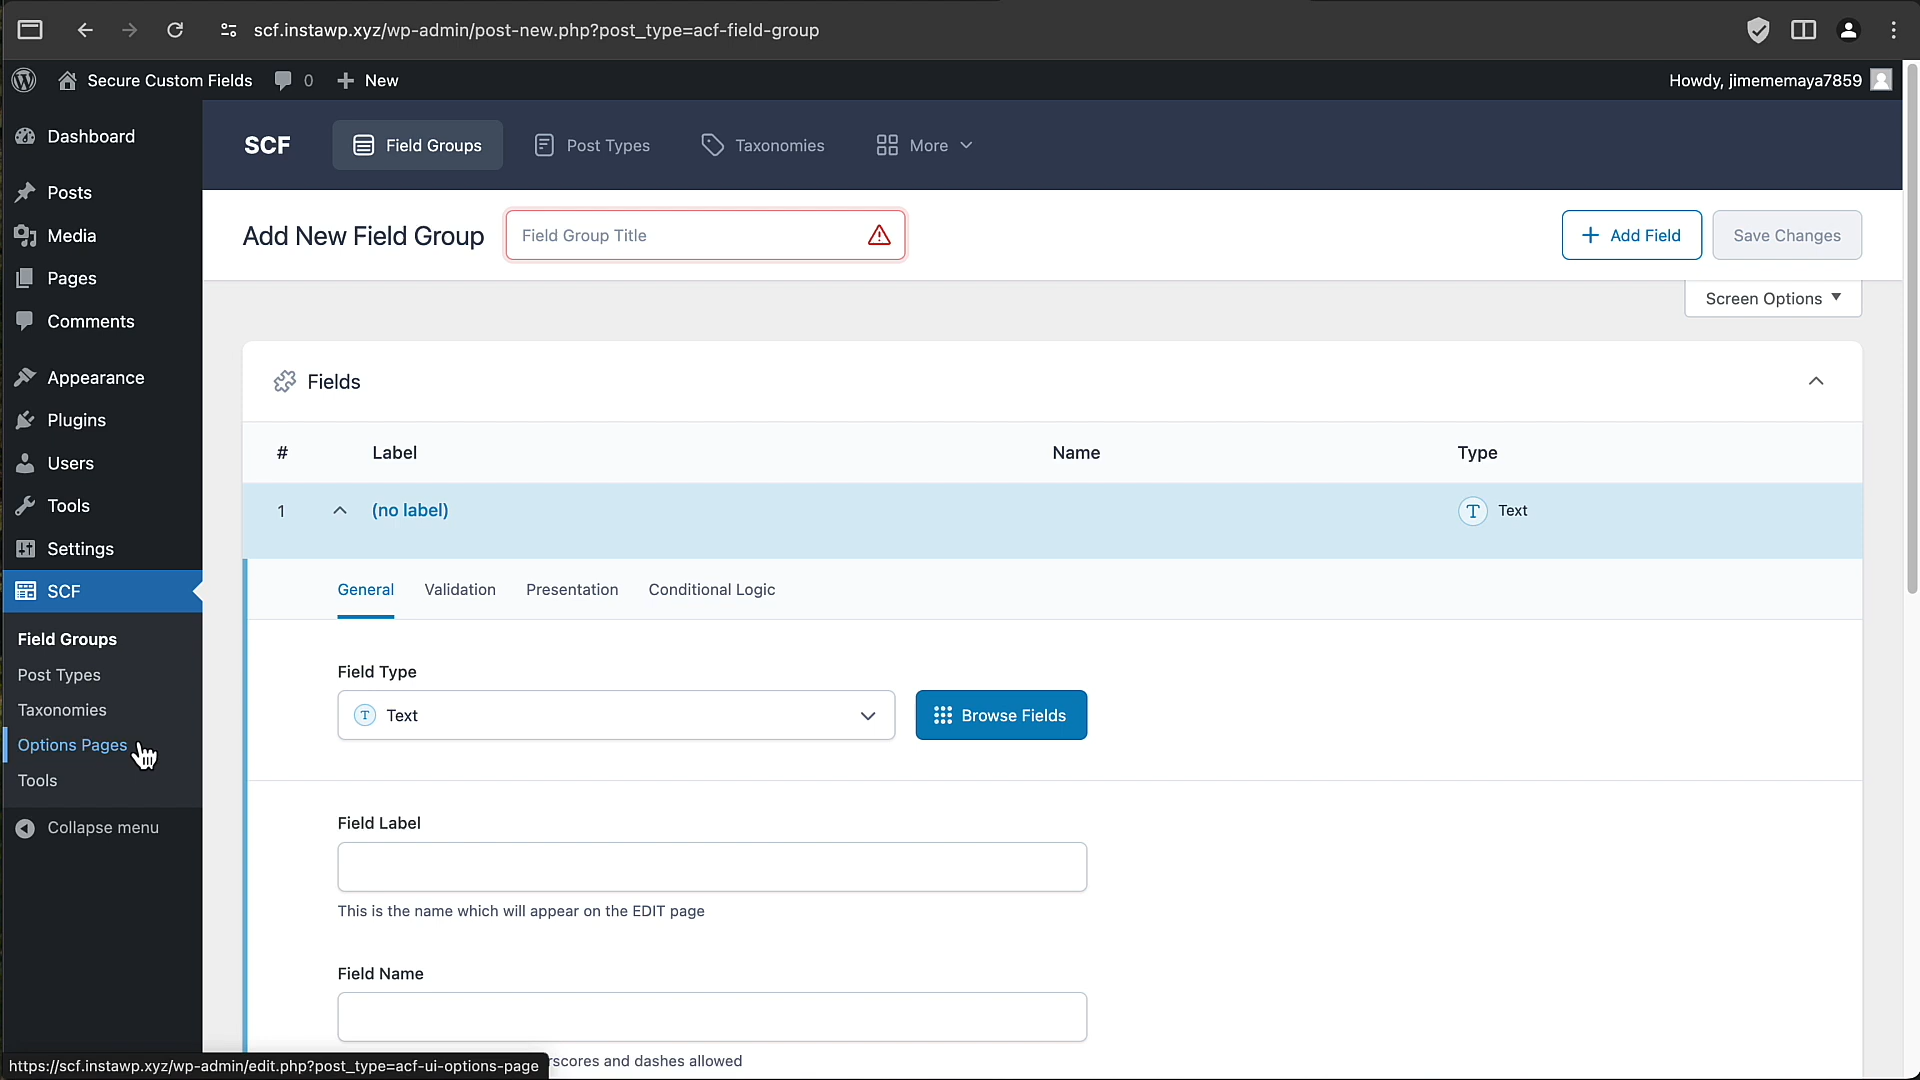 scf.instawp.xyz/wp-admin/post-new.php?post_type=acf-field-group
Secure Custom Fields
0
New
Howdy, jimememaya7859
Dashboard
Posts
Media
Pages
Comments
Appearance
Plugins
Users
Tools
Settings
SCF
Field Groups
Post Types
Taxonomies
Options Pages
Tools
Collapse menu
SCF
Field Groups
Post Types
Taxonomies
More
Add New Field Group
Field Group Title
Add Field
Save Changes
Screen Options
Fields
# Label Name Type
1 (no label) T Text
General Validation Presentation Conditional Logic
Field Type
T Text
Browse Fields
Field Label
This is the name which will appear on the EDIT page
Field Name
rscores and dashes allowed
https://scf.instawp.xyz/wp-admin/edit.php?post_type=acf-ui-options-page